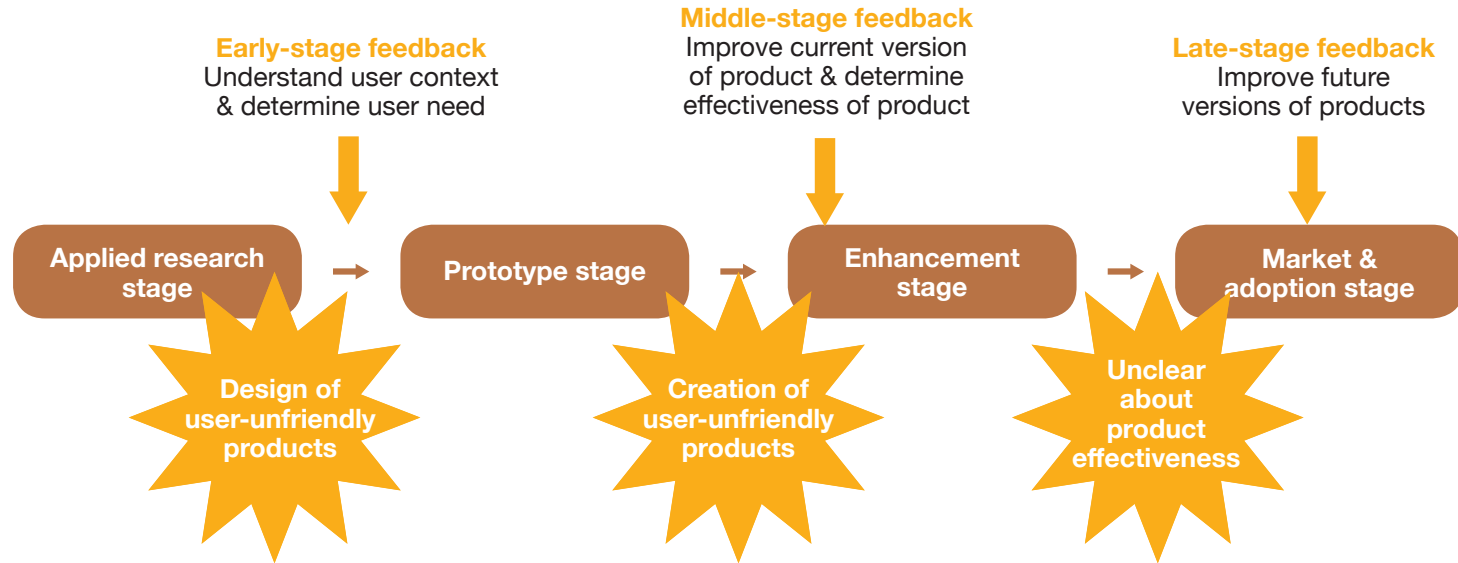 Early-stage feedback
Understand user context
& determine user need
Middle-stage feedback
Improve current version
of product & determine
effectiveness of product
Late-stage feedback
Improve future
versions of products
Applied research
stage
Prototype stage
Enhancement
stage
Market &
adoption stage
Design of
user-unfriendly
products
Creation of
user-unfriendly
products
Unclear
about
product
effectiveness